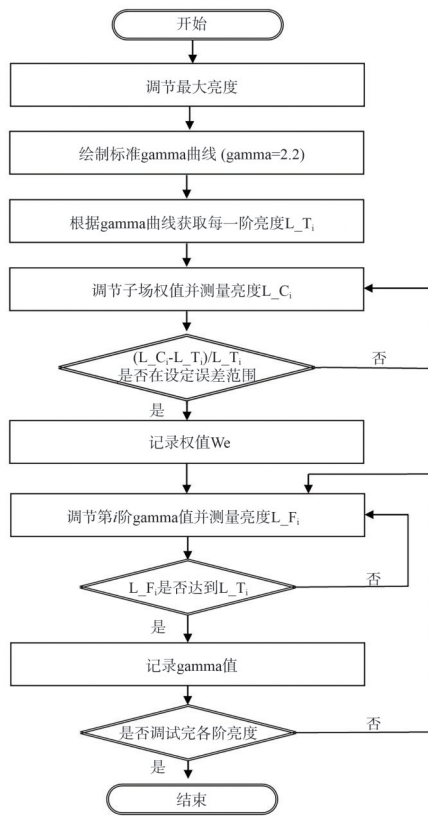 开始
调节最大亮度
绘制标准gamma曲线 (gamma=2.2)
根据gamma曲线获取每一阶亮度L_Tᵢ
调节子场权值并测量亮度L_Cᵢ
(L_Cᵢ-L_Tᵢ)/L_Tᵢ
是否在设定误差范围
否
是
记录权值We
调节第i阶gamma值并测量亮度L_Fᵢ
L_Fᵢ是否达到L_Tᵢ
否
是
记录gamma值
是否调试完各阶亮度
否
是
结束